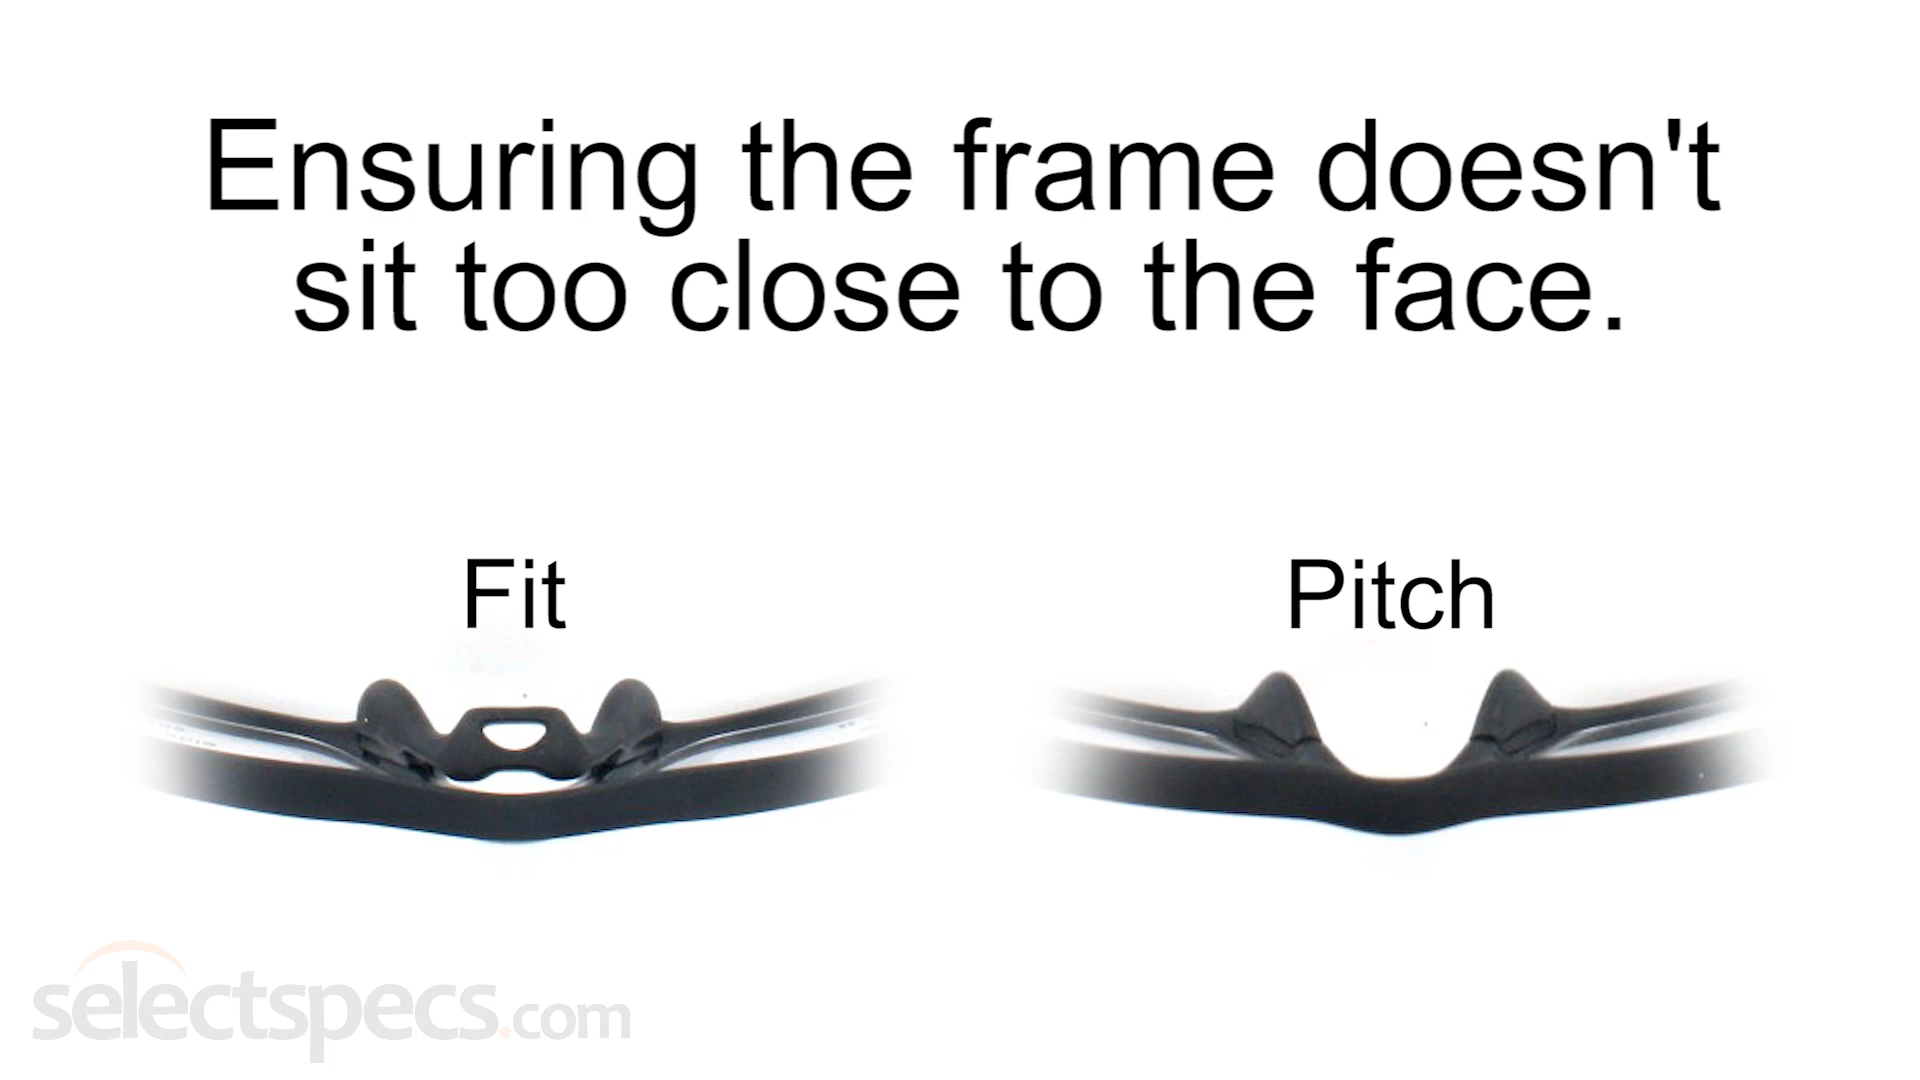 Ensuring the frame doesn't
sit too close to the face.
Fit
Pitch
selectspecs.com